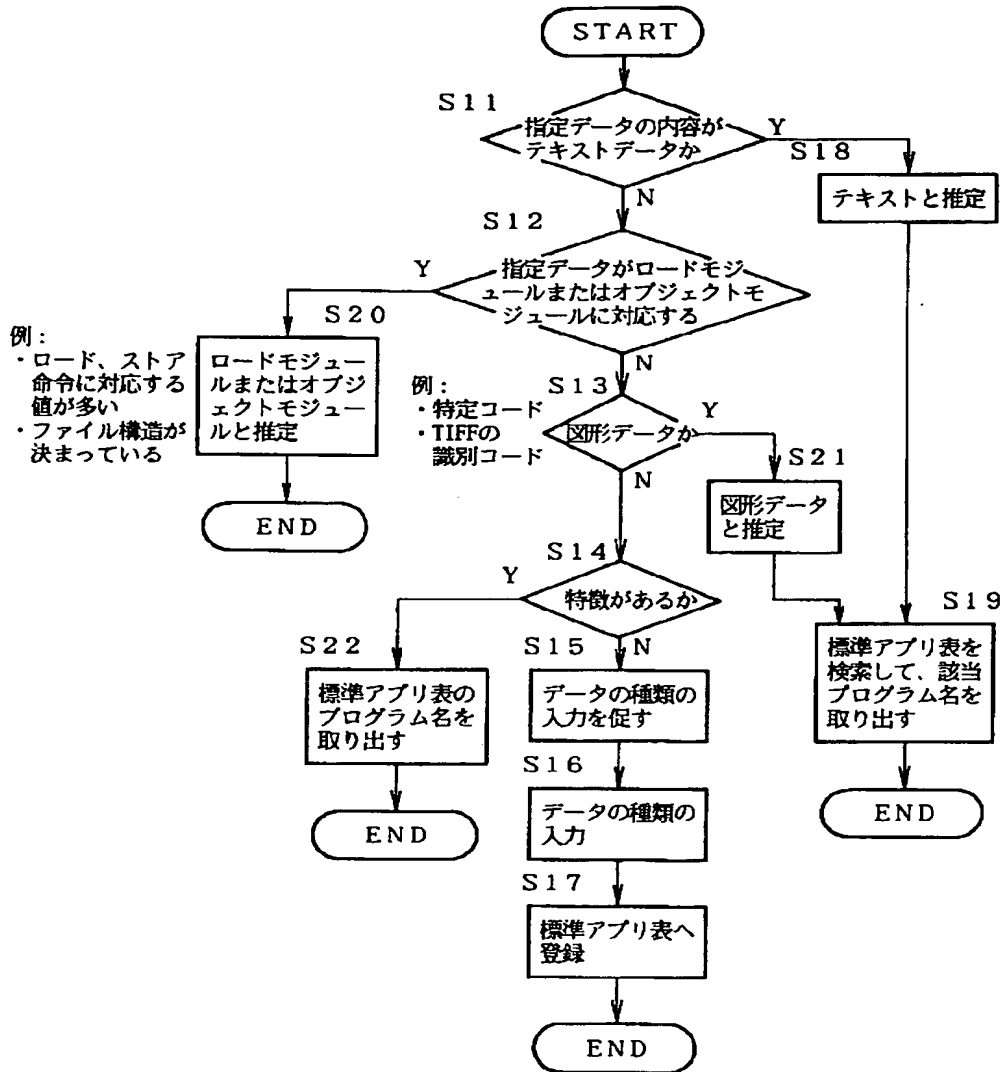 START
S11
指定データの内容が
テキストデータか
Y
S18
テキストと推定
N
S12
指定データがロードモジ
ュールまたはオブジェクトモ
ジュールに対応する
Y
S20
例：
・ロード、ストア
命令に対応する
値が多い
・ファイル構造が
決まっている
ロードモジュー
ルまたはオブジ
ェクトモジュー
ルと推定
END
N
S13
例：
・特定コード
・TIFFの
識別コード
図形データか
Y
S21
図形データ
と推定
N
S14
特徴があるか
Y
S22
標準アプリ表の
プログラム名を
取り出す
END
N
S15
データの種類の
入力を促す
S16
データの種類の
入力
S17
標準アプリ表へ
登録
END
S19
標準アプリ表を
検索して、該当
プログラム名を
取り出す
END